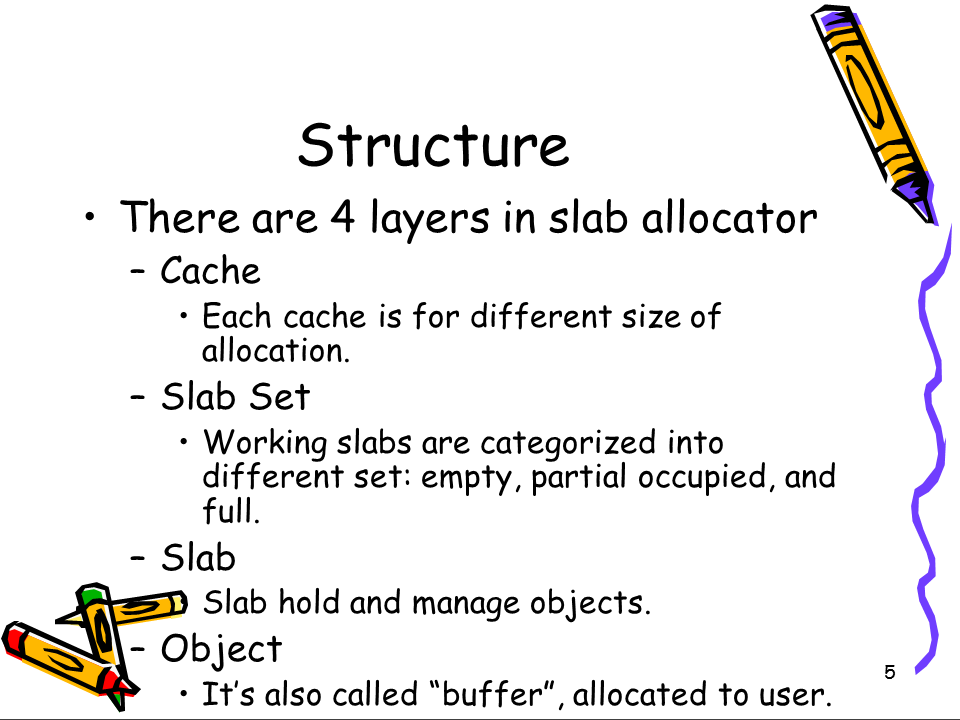 Structure
• There are 4 layers in slab allocator
– Cache
• Each cache is for different size of
allocation.
– Slab Set
• Working slabs are categorized into
different set: empty, partial occupied, and
full.
– Slab
• Slab hold and manage objects.
– Object
• It’s also called “buffer”, allocated to user.
5